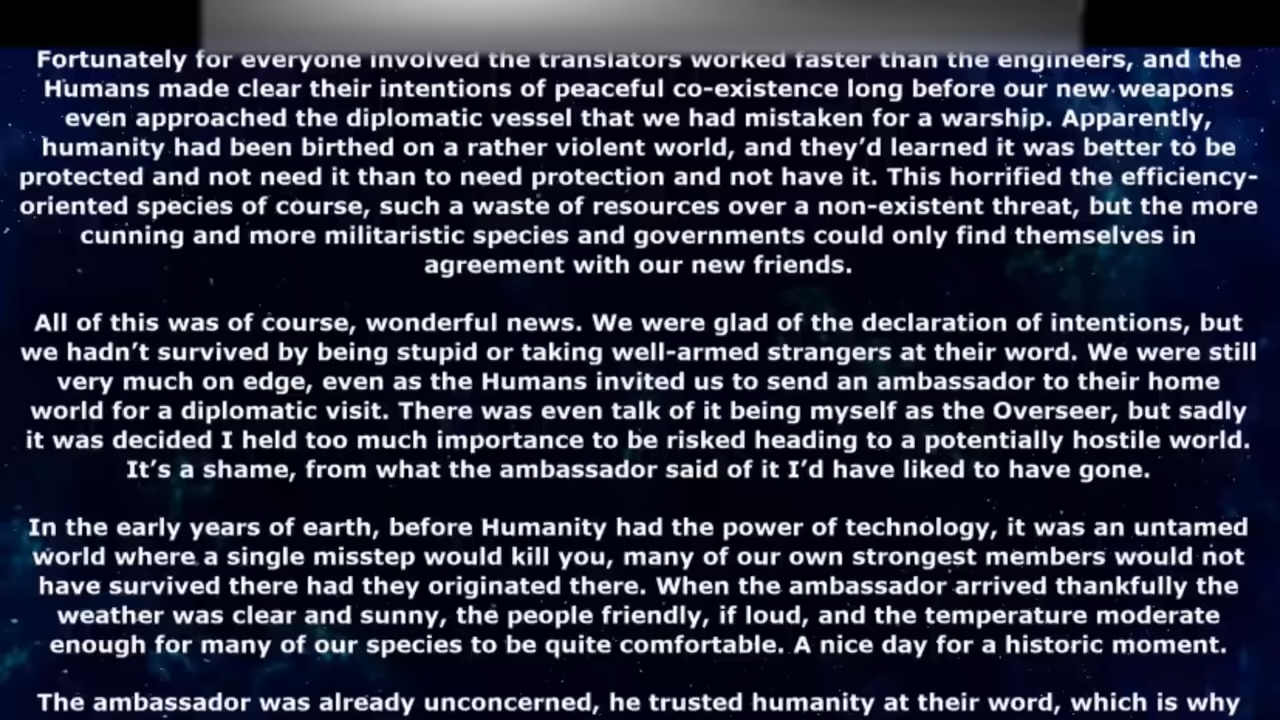 Fortunately for everyone involved the translators worked faster than the engineers, and the
Humans made clear their intentions of peaceful co-existence long before our new weapons
even approached the diplomatic vessel that we had mistaken for a warship. Apparently,
humanity had been birthed on a rather violent world, and they’d learned it was better to be
protected and not need it than to need protection and not have it. This horrified the efficiency-
oriented species of course, such a waste of resources over a non-existent threat, but the more
cunning and more militaristic species and governments could only find themselves in
agreement with our new friends.
All of this was of course, wonderful news. We were glad of the declaration of intentions, but
we hadn’t survived by being stupid or taking well-armed strangers at their word. We were still
very much on edge, even as the Humans invited us to send an ambassador to their home
world for a diplomatic visit. There was even talk of it being myself as the Overseer, but sadly
it was decided I held too much importance to be risked heading to a potentially hostile world.
It’s a shame, from what the ambassador said of it I’d have liked to have gone.
In the early years of earth, before Humanity had the power of technology, it was an untamed
world where a single misstep would kill you, many of our own strongest members would not
have survived there had they originated there. When the ambassador arrived thankfully the
weather was clear and sunny, the people friendly, if loud, and the temperature moderate
enough for many of our species to be quite comfortable. A nice day for a historic moment.
The ambassador was already unconcerned, he trusted humanity at their word, which is why